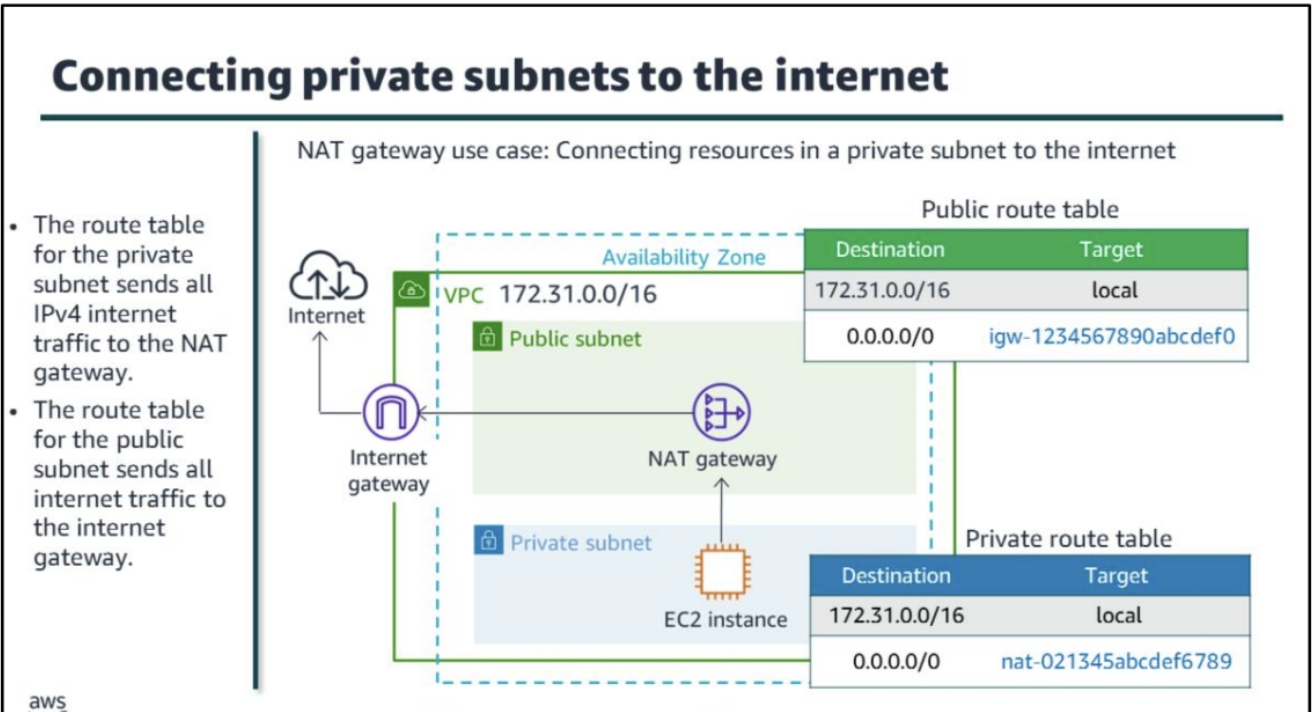 Connecting private subnets to the internet
NAT gateway use case: Connecting resources in a private subnet to the internet
• The route table
for the private
subnet sends all
IPv4 internet
traffic to the NAT
gateway.
• The route table
for the public
subnet sends all
internet traffic to
the internet
gateway.
Internet
Availability Zone
VPC 172.31.0.0/16
Public subnet
Internet
gateway
NAT gateway
Private subnet
EC2 instance
Public route table
Destination Target
172.31.0.0/16 local
0.0.0.0/0 igw-1234567890abcdef0
Private route table
Destination Target
172.31.0.0/16 local
0.0.0.0/0 nat-021345abcdef6789
aws